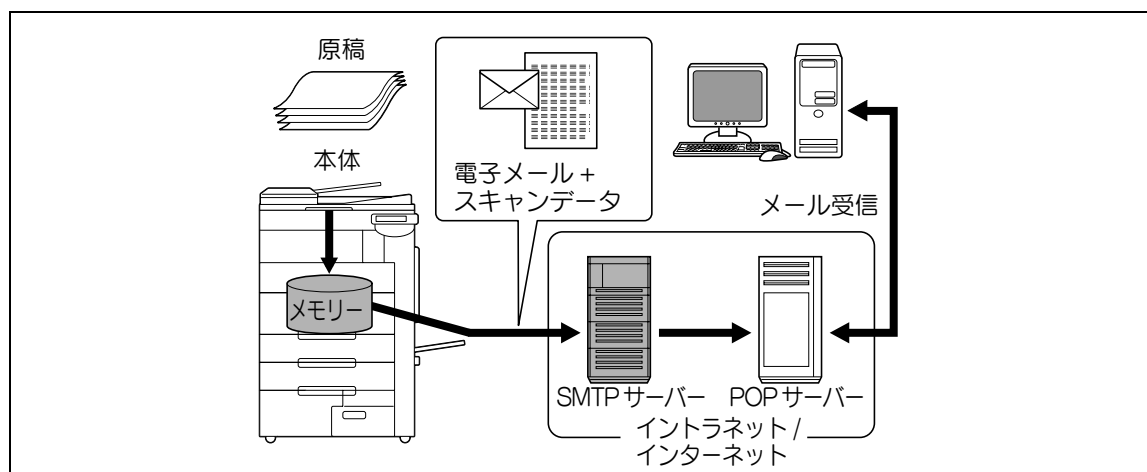 原稿
本体
メモリー
電子メール +
スキャンデータ
メール受信
SMTPサーバー
POPサーバー
イントラネット /
インターネット